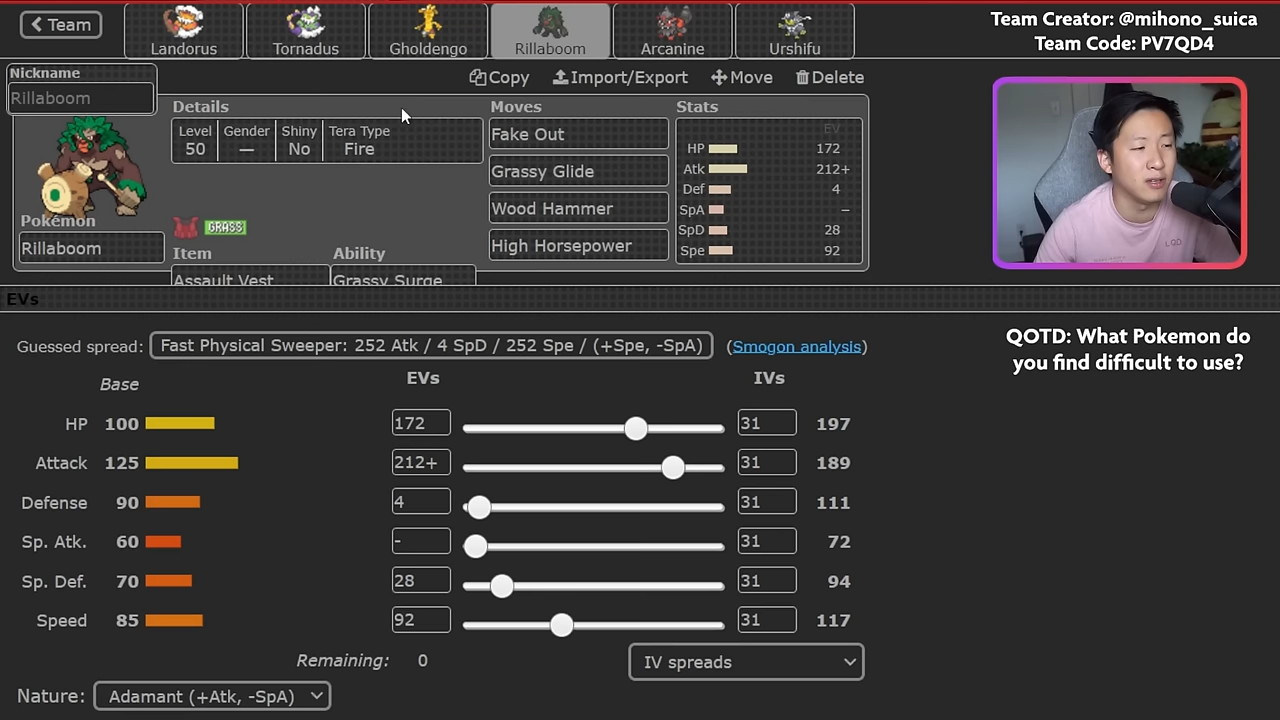 Team
Landorus
Tornadus
Gholdengo
Rillaboom
Arcanine
Urshifu
Team Creator: @mihono_suica
Team Code: PV7QD4
Nickname
Rillaboom
Copy
Import/Export
Move
Delete
Details
Level
50
Gender
—
Shiny
No
Tera Type
Fire
Pokémon
Rillaboom
GRASS
Item
Assault Vest
Ability
Grassy Surge
Moves
Fake Out
Grassy Glide
Wood Hammer
High Horsepower
Stats
EV
HP 172
Atk 212+
Def 4
SpA –
SpD 28
Spe 92
LQD
EVs
Guessed spread: Fast Physical Sweeper: 252 Atk / 4 SpD / 252 Spe / (+Spe, -SpA) (Smogon analysis)
QOTD: What Pokemon do
you find difficult to use?
Base EVs IVs
HP 100 172 31 197
Attack 125 212+ 31 189
Defense 90 4 31 111
Sp. Atk. 60 - 31 72
Sp. Def. 70 28 31 94
Speed 85 92 31 117
Remaining: 0
IV spreads
Nature: Adamant (+Atk, -SpA)